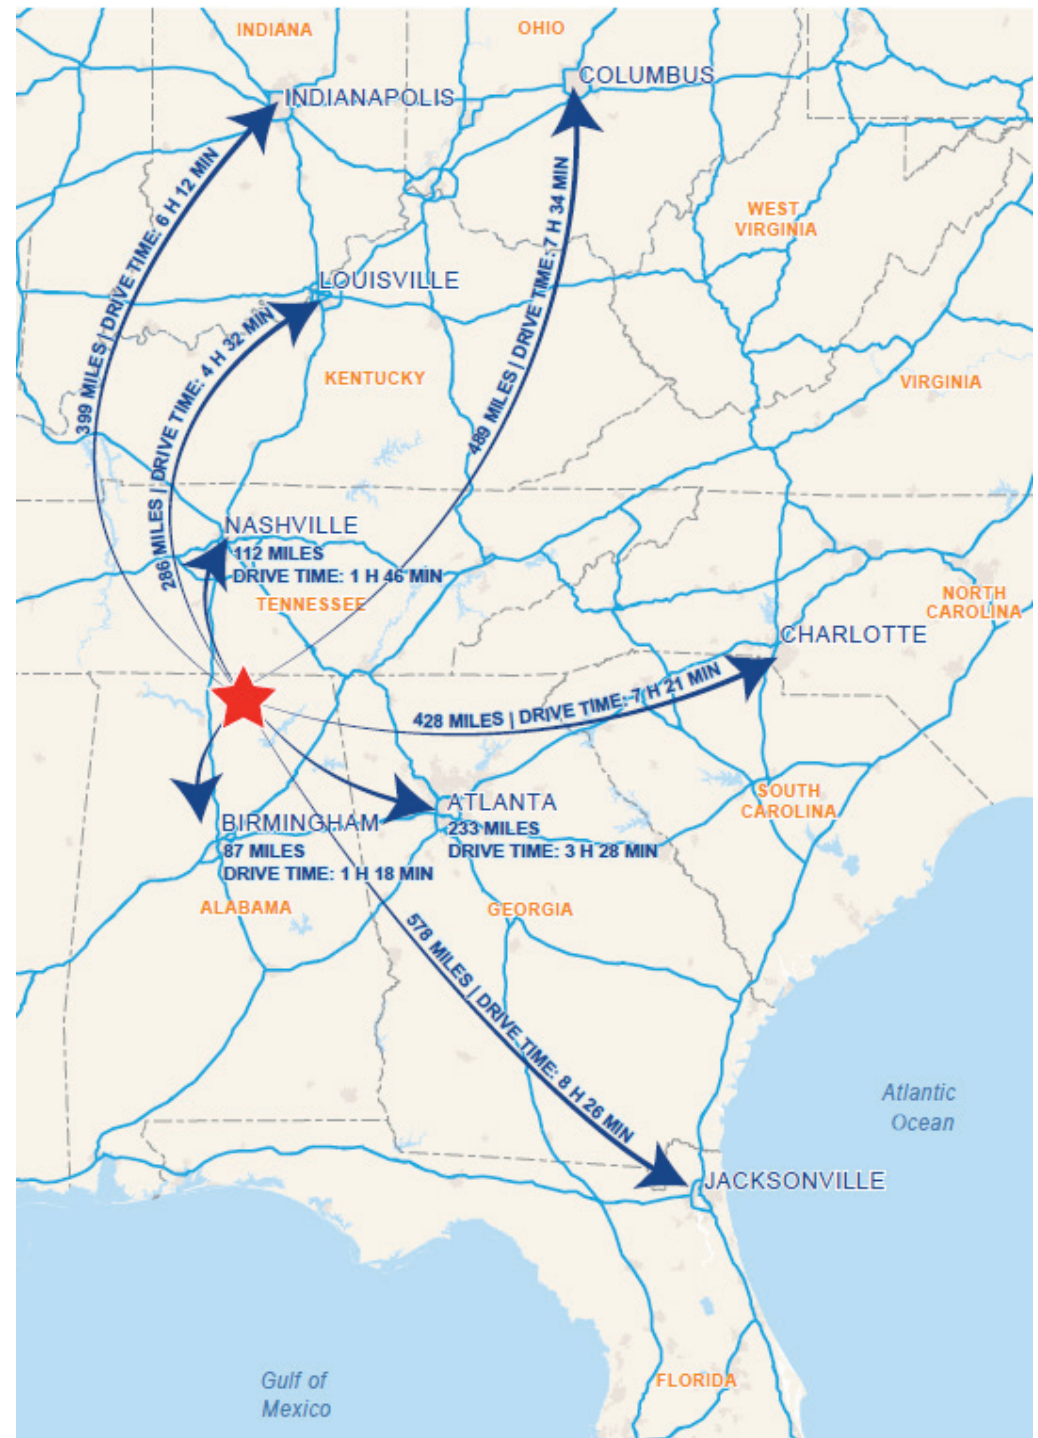 INDIANA
OHIO
COLUMBUS
INDIANAPOLIS
399 MILES | DRIVE TIME: 6 H 12 MIN
489 MILES | DRIVE TIME: 7 H 34 MIN
WEST
VIRGINIA
LOUISVILLE
286 MILES | DRIVE TIME: 4 H 32 MIN
KENTUCKY
VIRGINIA
NASHVILLE
112 MILES
DRIVE TIME: 1 H 46 MIN
TENNESSEE
NORTH
CAROLINA
CHARLOTTE
428 MILES | DRIVE TIME: 7 H 21 MIN
ATLANTA
233 MILES
DRIVE TIME: 3 H 28 MIN
SOUTH
CAROLINA
BIRMINGHAM
87 MILES
DRIVE TIME: 1 H 18 MIN
ALABAMA
GEORGIA
578 MILES | DRIVE TIME: 8 H 26 MIN
Atlantic
Ocean
JACKSONVILLE
Gulf of
Mexico
FLORIDA